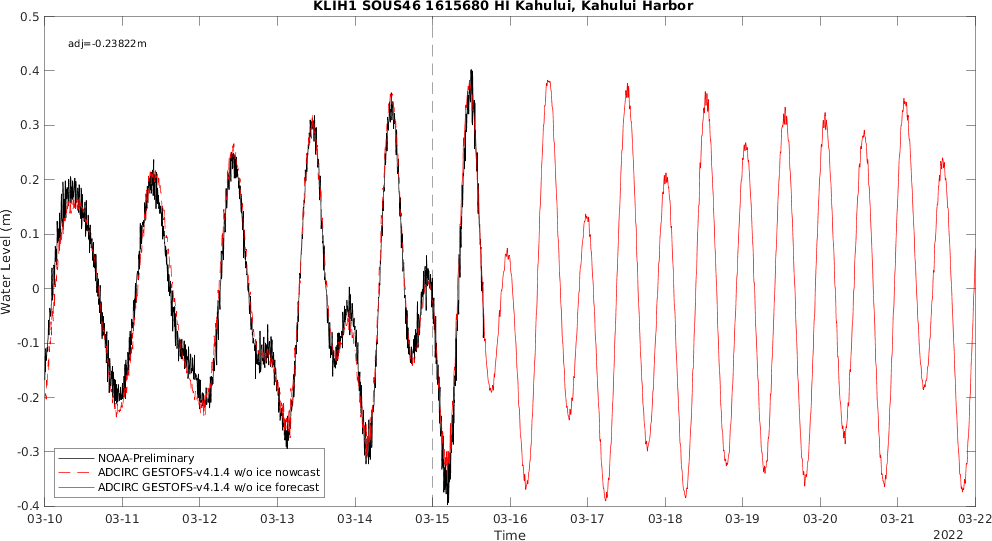 KLIH1 SOUS46 1615680 HI Kahului, Kahului Harbor
adj=-0.23822m
0.5
0.4
0.3
0.2
0.1
0
-0.1
-0.2
-0.3
-0.4
Water Level (m)
NOAA-Preliminary
ADCIRC GESTOFS-v4.1.4 w/o ice nowcast
ADCIRC GESTOFS-v4.1.4 w/o ice forecast
03-10 03-11 03-12 03-13 03-14 03-15 03-16 03-17 03-18 03-19 03-20 03-21 03-22
Time
2022